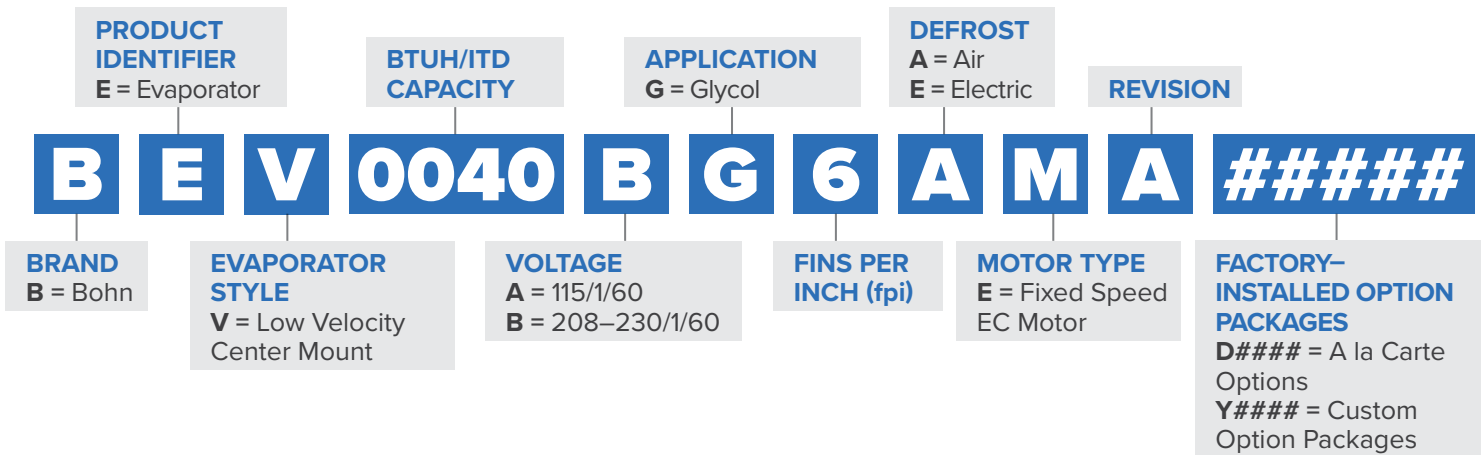 PRODUCT
IDENTIFIER
E = Evaporator
BTUH/ITD
CAPACITY
APPLICATION
G = Glycol
DEFROST
A = Air
E = Electric
REVISION
B E V 0040 B G 6 A M A #####
BRAND
B = Bohn
EVAPORATOR
STYLE
V = Low Velocity
Center Mount
VOLTAGE
A = 115/1/60
B = 208–230/1/60
FINS PER
INCH (fpi)
MOTOR TYPE
E = Fixed Speed
EC Motor
FACTORY–
INSTALLED OPTION
PACKAGES
D#### = A la Carte
Options
Y#### = Custom
Option Packages